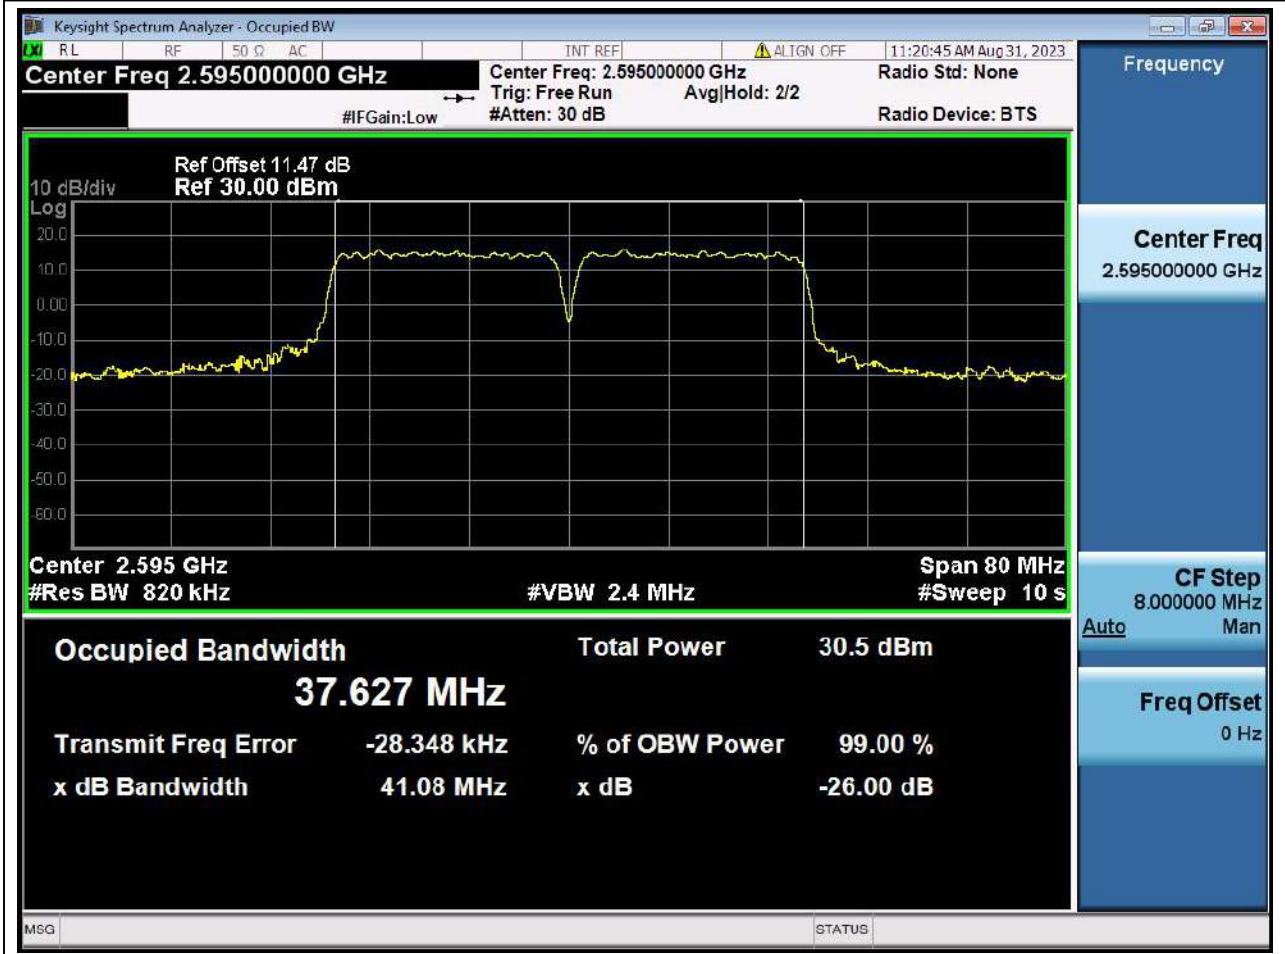 Keysight Spectrum Analyzer - Occupied BW
LXI RL RF 50 Ω AC INT REF ALIGN OFF 11:20:45 AM Aug 31, 2023
Center Freq 2.595000000 GHz
Center Freq: 2.595000000 GHz
Radio Std: None
Trig: Free Run Avg|Hold: 2/2
#IFGain:Low #Atten: 30 dB Radio Device: BTS
Frequency
Ref Offset 11.47 dB
10 dB/div Ref 30.00 dBm
Log
20.0
10.0
0.00
-10.0
-20.0
-30.0
-40.0
-50.0
-60.0
Center 2.595 GHz Span 80 MHz
#Res BW 820 kHz #VBW 2.4 MHz #Sweep 10 s
Occupied Bandwidth Total Power 30.5 dBm
37.627 MHz
Transmit Freq Error -28.348 kHz % of OBW Power 99.00 %
x dB Bandwidth 41.08 MHz x dB -26.00 dB
Center Freq
2.595000000 GHz
CF Step
8.000000 MHz
Auto Man
Freq Offset
0 Hz
MSG STATUS